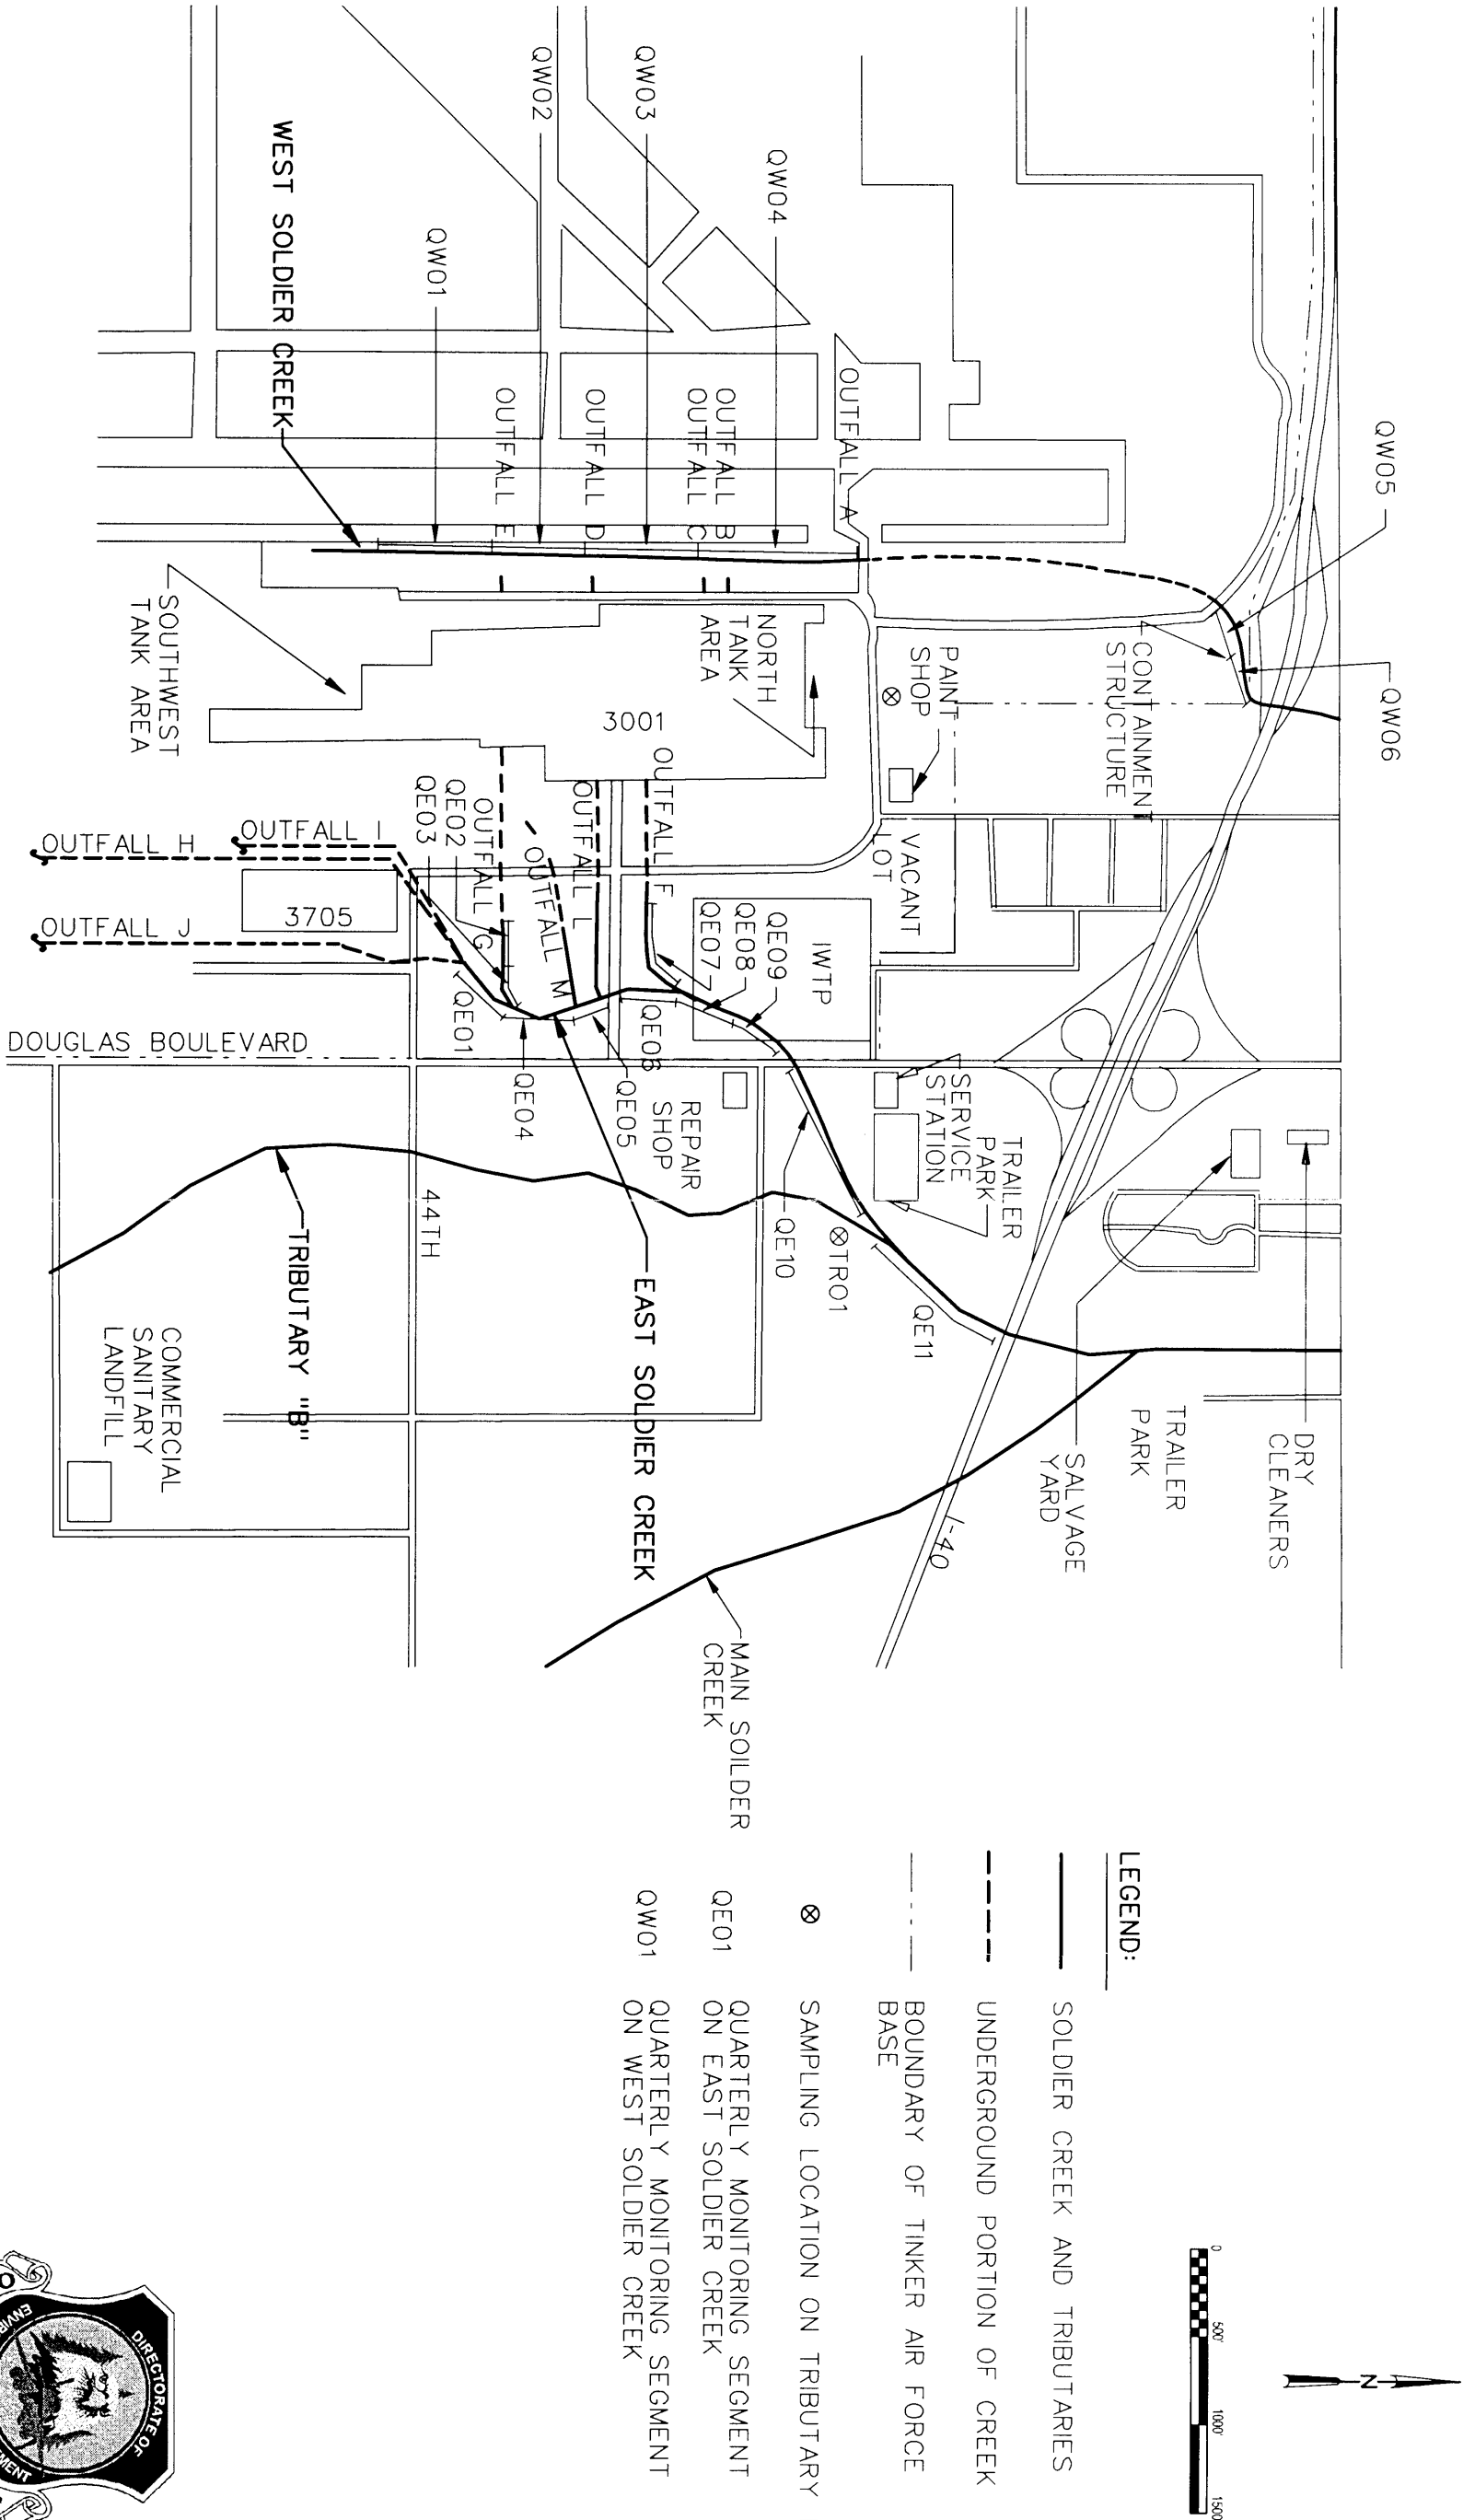 QW05
QW06
QW04
QW03
QW02
QW01
WEST SOLDIER CREEK
OUTFALL A
OUTFALL B
OUTFALL C
OUTFALL D
OUTFALL E
CONTAINMENT
STRUCTURE
PAINT
SHOP
NORTH
TANK
AREA
3001
SOUTHWEST
TANK AREA
VACANT
LOT
IWTP
OUTFALL F
OUTFALL L
OUTFALL M
OUTFALL G
QE02
QE03
OUTFALL I
OUTFALL H
OUTFALL J
3705
QE09
QE08
QE07
QE06
QE05
QE04
QE01
DOUGLAS BOULEVARD
SERVICE
STATION
TRAILER
PARK
REPAIR
SHOP
QE10
TR01
QE11
44TH
EAST SOLDIER CREEK
TRIBUTARY "B"
COMMERCIAL
SANITARY
LANDFILL
DRY
CLEANERS
TRAILER
PARK
SALVAGE
YARD
I-40
MAIN SOILDER
CREEK
LEGEND:
SOLDIER CREEK AND TRIBUTARIES
UNDERGROUND PORTION OF CREEK
BOUNDARY OF TINKER AIR FORCE
BASE
SAMPLING LOCATION ON TRIBUTARY
QE01 QUARTERLY MONITORING SEGMENT
ON EAST SOLDIER CREEK
QW01 QUARTERLY MONITORING SEGMENT
ON WEST SOLDIER CREEK
N
0 500' 1000' 1500'
DIRECTORATE OF